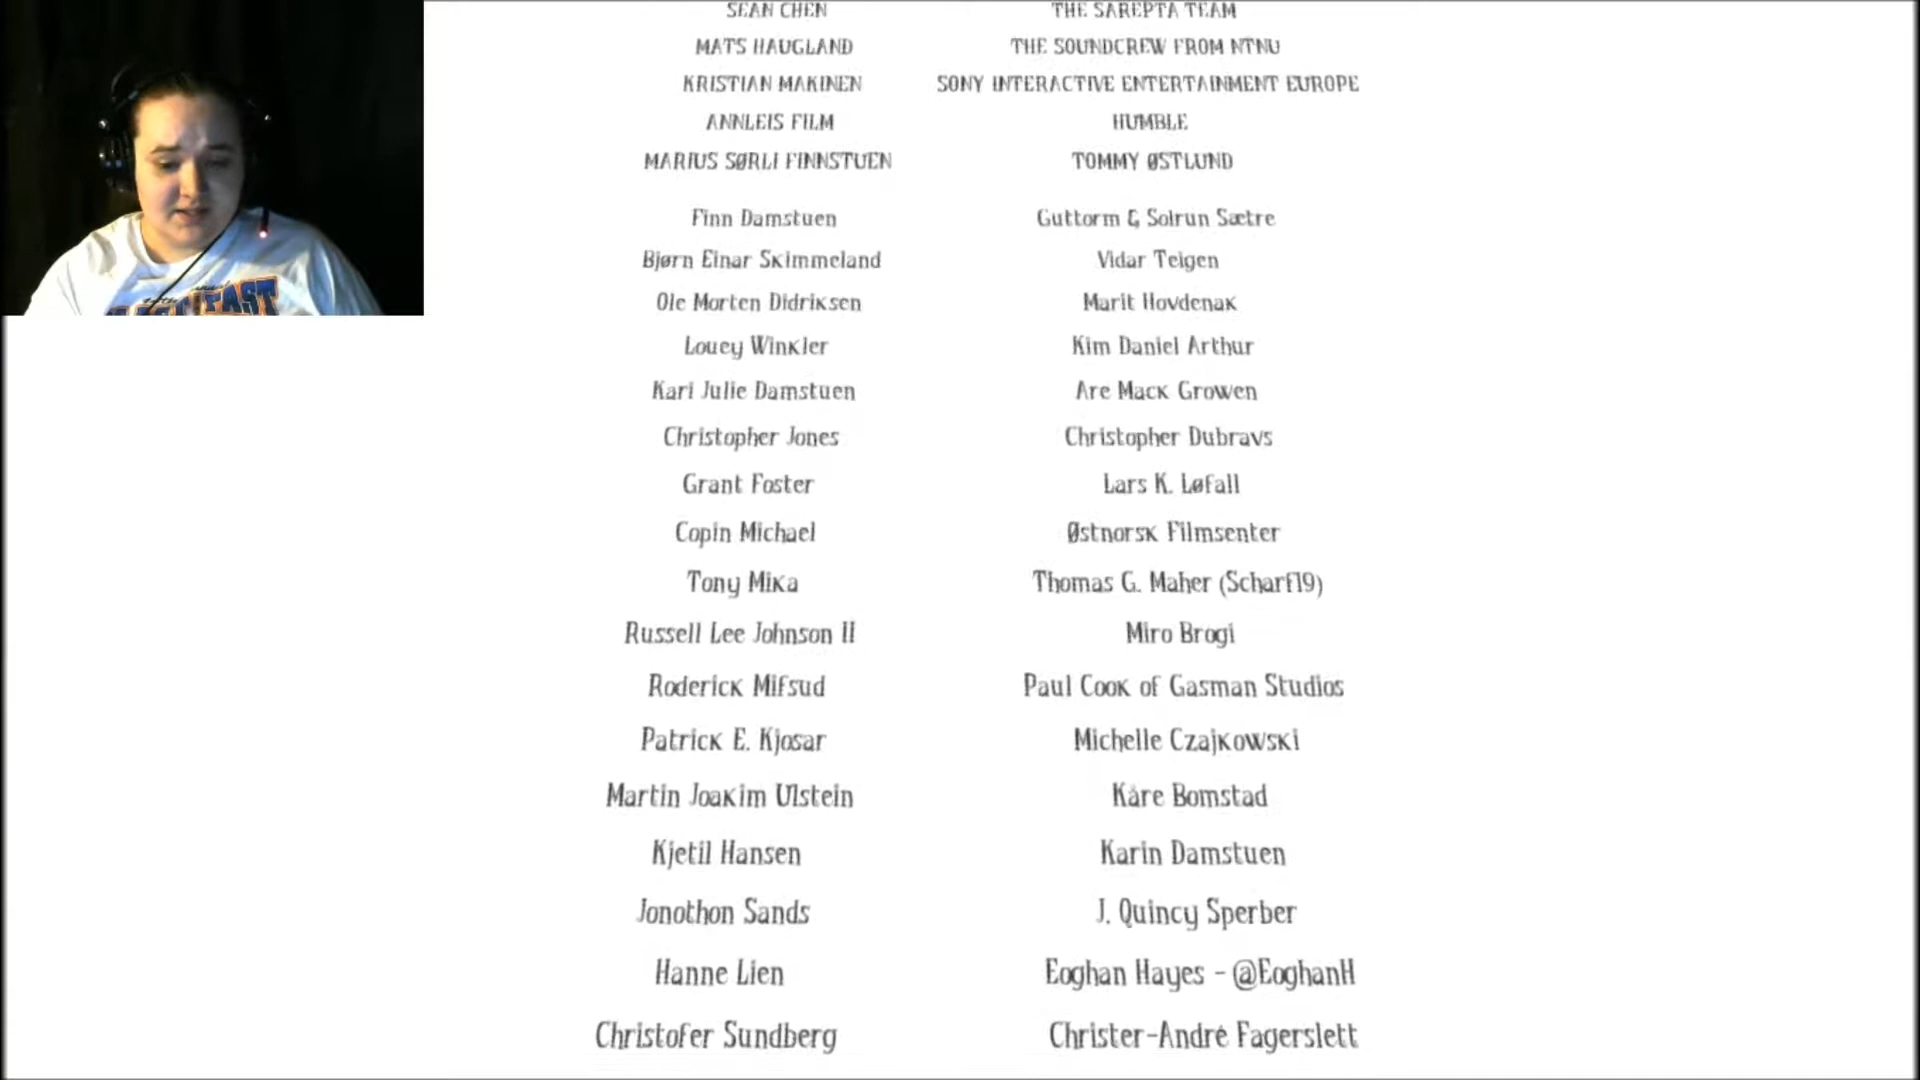 SEAN CHEN THE SAREPTA TEAM
MATS HAUGLAND THE SOUNDCREW FROM NTNU
KRISTIAN MAKINEN SONY INTERACTIVE ENTERTAINMENT EUROPE
ANNLEIS FILM HUMBLE
MARIUS SØRLI FINNSTUEN TOMMY ØSTLUND
Finn Damstuen Guttorm & Solrun Sætre
Bjørn Einar Skimmeland Vidar Teigen
Ole Morten Didriksen Marit Hovdenak
Louey Winkler Kim Daniel Arthur
Kari Julie Damstuen Are Mack Growen
Christopher Jones Christopher Dubravs
Grant Foster Lars K. Løfall
Copin Michael Østnorsk Filmsenter
Tony Mika Thomas G. Maher (Scharf19)
Russell Lee Johnson II Miro Brogi
Roderick Mifsud Paul Cook of Gasman Studios
Patrick E. Kjosar Michelle Czajkowski
Martin Joakim Ulstein Kåre Bomstad
Kjetil Hansen Karin Damstuen
Jonothon Sands J. Quincy Sperber
Hanne Lien Eoghan Hayes - @EoghanH
Christofer Sundberg Christer-André Fagerslett